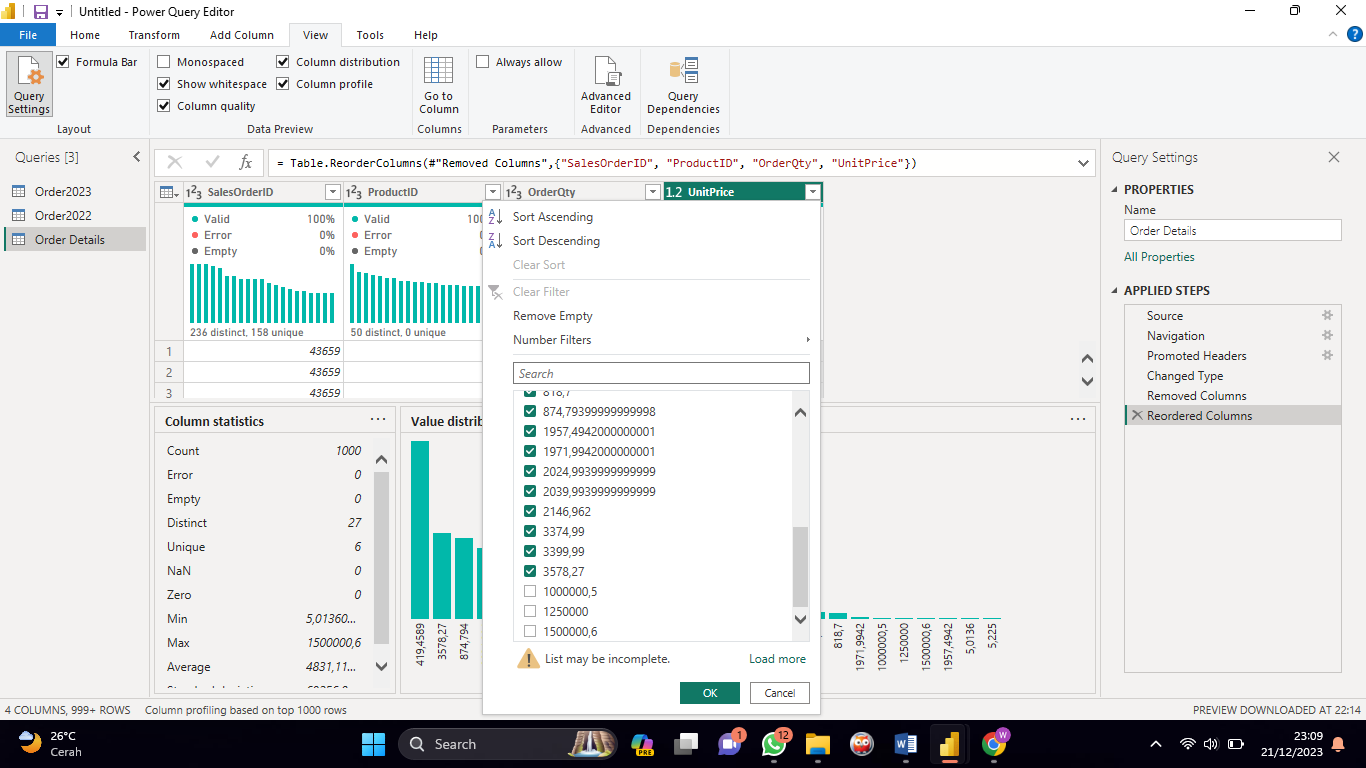 Untitled - Power Query Editor
File Home Transform Add Column View Tools Help
Query Settings
Formula Bar
Layout
Monospaced
Show whitespace
Column quality
Column distribution
Column profile
Data Preview
Go to Column
Columns
Always allow
Parameters
Advanced Editor
Advanced
Query Dependencies
Dependencies
Queries [3]
Order2023
Order2022
Order Details
fx
= Table.ReorderColumns(#"Removed Columns",{"SalesOrderID", "ProductID", "OrderQty", "UnitPrice"})
123 SalesOrderID
123 ProductID
123 OrderQty
1.2 UnitPrice
Valid 100%
Error 0%
Empty 0%
236 distinct, 158 unique
Valid
Error
Empty
50 distinct, 0 unique
1 43659
2 43659
3 43659
Sort Ascending
Sort Descending
Clear Sort
Clear Filter
Remove Empty
Number Filters
Search
818,7
874,79399999999998
1957,4942000000001
1971,9942000000001
2024,9939999999999
2039,9939999999999
2146,962
3374,99
3399,99
3578,27
1000000,5
1250000
1500000,6
List may be incomplete.
Load more
OK
Cancel
Column statistics
...
Count 1000
Error 0
Empty 0
Distinct 27
Unique 6
NaN 0
Zero 0
Min 5,01360...
Max 1500000,6
Average 4831,11...
Value distrib
...
419,4589
3578,27
874,794
818,7
1971,9942
1000000,5
1250000
1500000,6
1957,4942
5,0136
5,225
Query Settings
PROPERTIES
Name
Order Details
All Properties
APPLIED STEPS
Source
Navigation
Promoted Headers
Changed Type
Removed Columns
Reordered Columns
4 COLUMNS, 999+ ROWS
Column profiling based on top 1000 rows
PREVIEW DOWNLOADED AT 22:14
26°C
Cerah
Search
PRE
1
12
W
23:09
21/12/2023